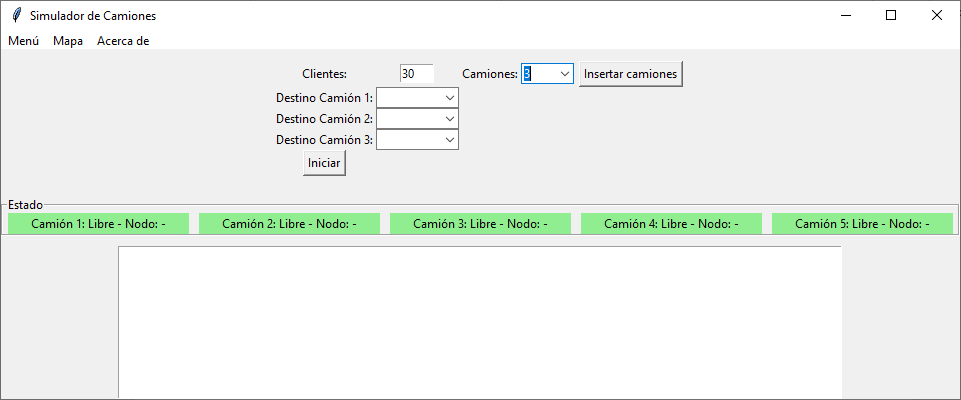 Simulador de Camiones
Menú Mapa Acerca de
Clientes: 30 Camiones: 3 Insertar camiones
Destino Camión 1:
Destino Camión 2:
Destino Camión 3:
Iniciar
Estado
Camión 1: Libre - Nodo: - Camión 2: Libre - Nodo: - Camión 3: Libre - Nodo: - Camión 4: Libre - Nodo: - Camión 5: Libre - Nodo: -